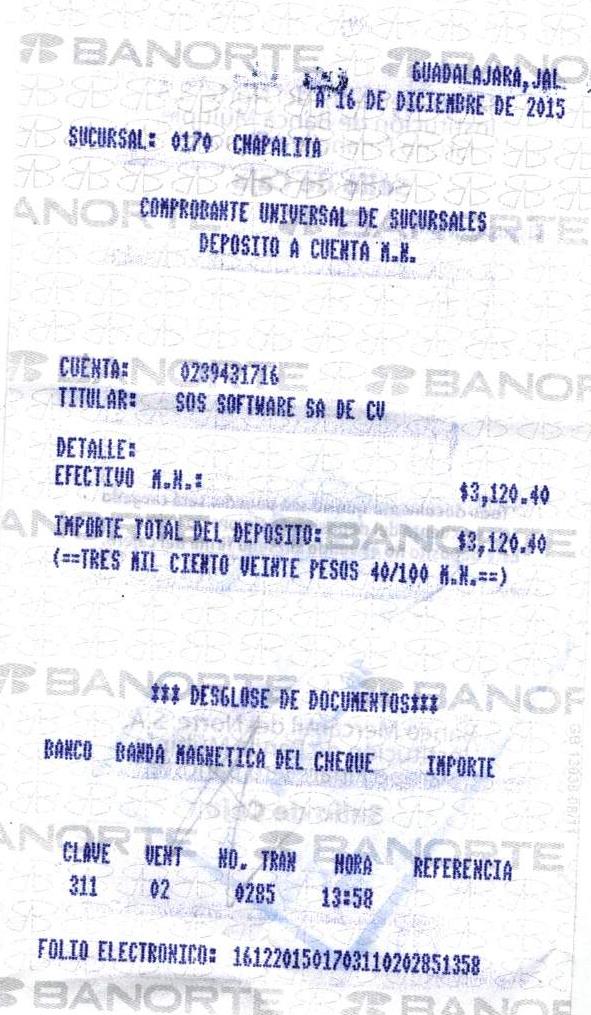 BANORTE
GUADALAJARA, JAL.
A 16 DE DICIEMBRE DE 2015
SUCURSAL: 0170 CHAPALITA
COMPROBANTE UNIVERSAL DE SUCURSALES
DEPOSITO A CUENTA M.N.
CUENTA: 0239431716
TITULAR: SOS SOFTWARE SA DE CV
DETALLE:
EFECTIVO M.N.: $3,120.40
IMPORTE TOTAL DEL DEPOSITO: $3,120.40
(==TRES MIL CIENTO VEINTE PESOS 40/100 M.N.==)
*** DESGLOSE DE DOCUMENTOS***
BANCO BANDA MAGNETICA DEL CHEQUE IMPORTE
CLAVE VENT NO. TRAN HORA REFERENCIA
311 02 0285 13:58
FOLIO ELECTRONICO: 1612201501703110202851358
BANORTE